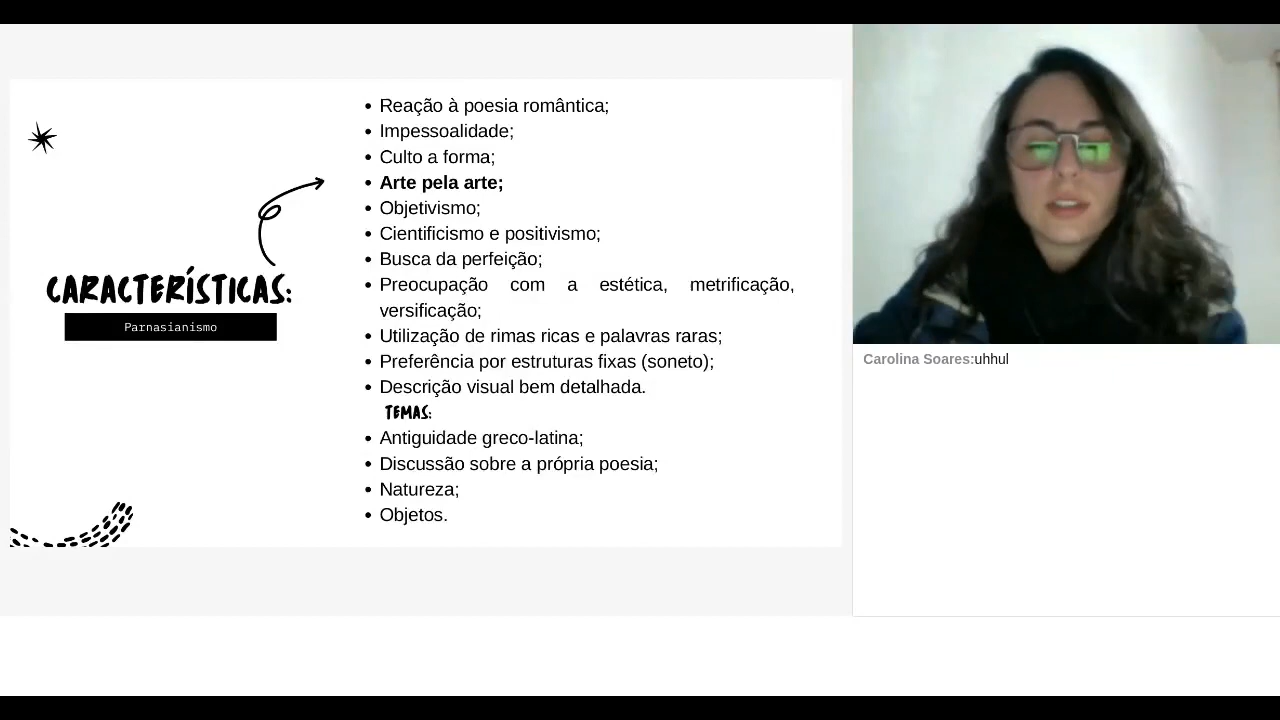 CARACTERÍSTICAS:
Parnasianismo
• Reação à poesia romântica;
• Impessoalidade;
• Culto a forma;
• Arte pela arte;
• Objetivismo;
• Cientificismo e positivismo;
• Busca da perfeição;
• Preocupação com a estética, metrificação,
versificação;
• Utilização de rimas ricas e palavras raras;
• Preferência por estruturas fixas (soneto);
• Descrição visual bem detalhada.
TEMAS:
• Antiguidade greco-latina;
• Discussão sobre a própria poesia;
• Natureza;
• Objetos.
Carolina Soares:uhhul